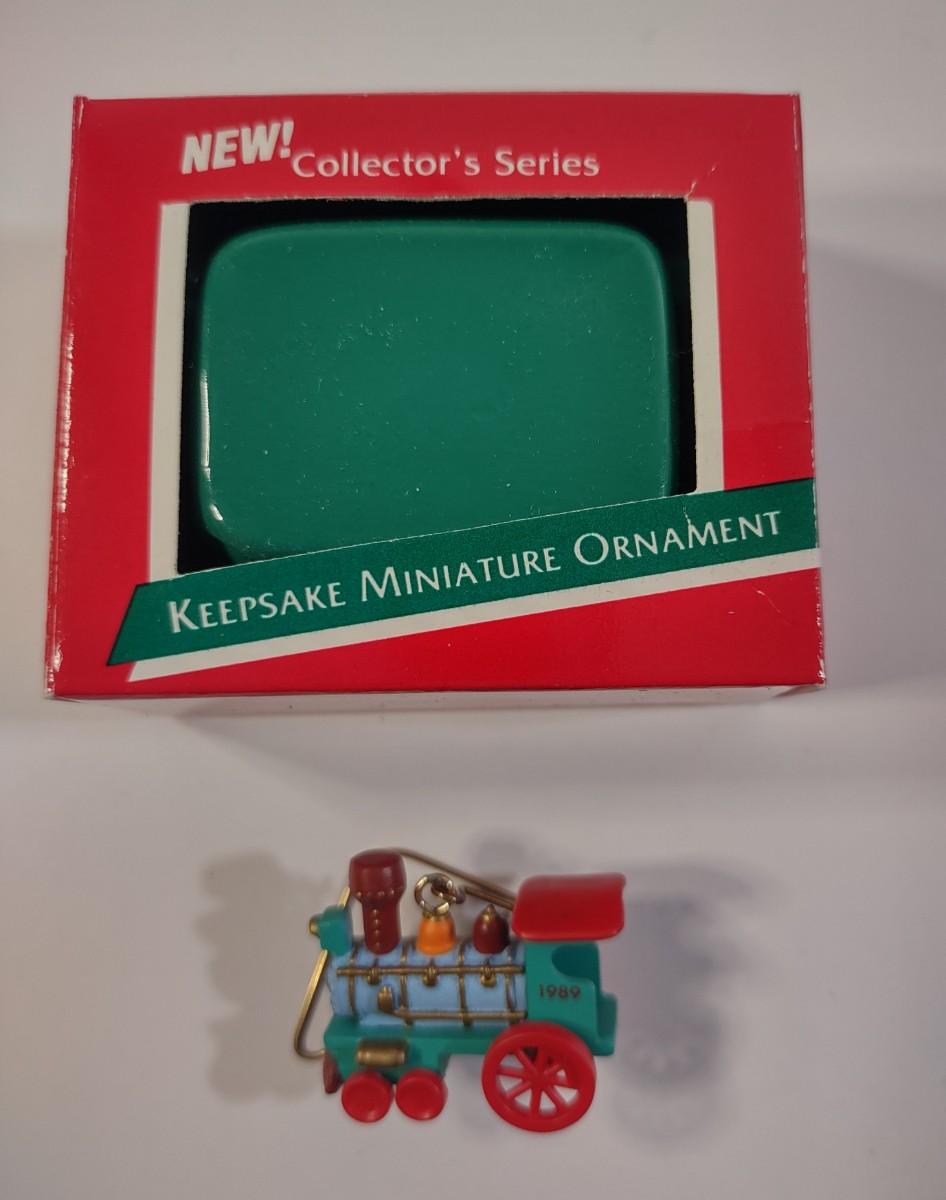 NEW! Collector's Series
KEEPSAKE MINIATURE ORNAMENT
1989